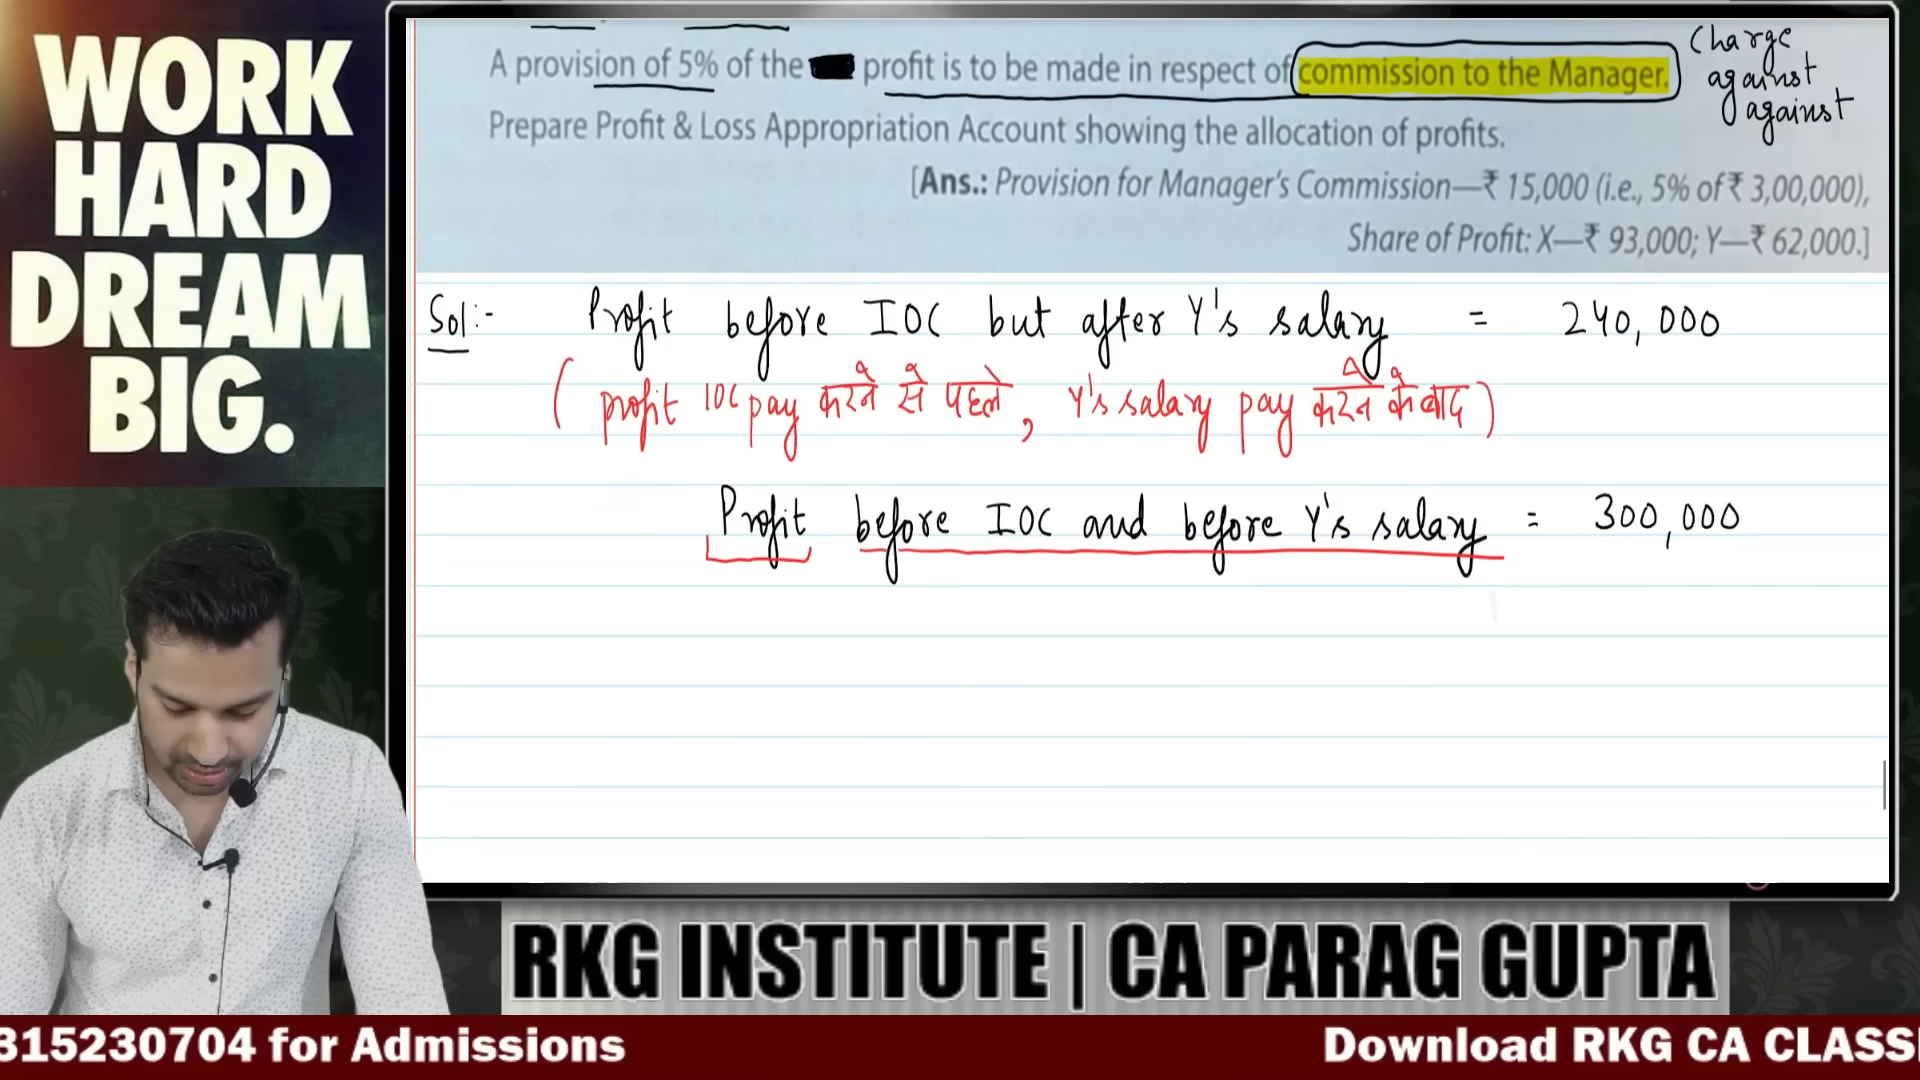 WORK
HARD
DREAM
BIG.
A provision of 5% of the profit is to be made in respect of commission to the Manager.
Charge
against
against
Prepare Profit & Loss Appropriation Account showing the allocation of profits.
[Ans.: Provision for Manager's Commission—₹ 15,000 (i.e., 5% of ₹ 3,00,000),
Share of Profit: X—₹ 93,000; Y—₹ 62,000.]
Sol:- Profit before IOC but after Y's salary = 240,000
(profit IOC pay करने से पहले, Y's salary pay करने के बाद)
Profit before IOC and before Y's salary = 300,000
RKG INSTITUTE | CA PARAG GUPTA
315230704 for Admissions Download RKG CA CLASS